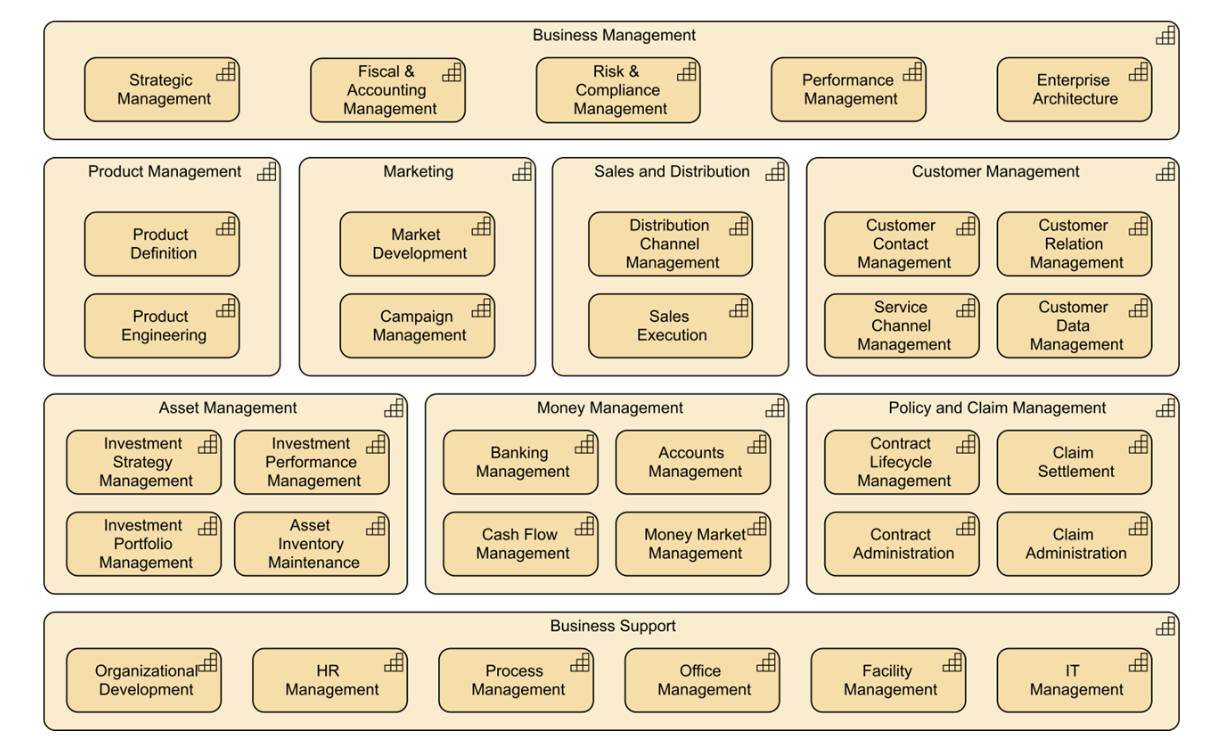 Business Management
Strategic
Management
Fiscal &
Accounting
Management
Risk &
Compliance
Management
Performance
Management
Enterprise
Architecture
Product Management
Product
Definition
Product
Engineering
Marketing
Market
Development
Campaign
Management
Sales and Distribution
Distribution
Channel
Management
Sales
Execution
Customer Management
Customer
Contact
Management
Customer
Relation
Management
Service
Channel
Management
Customer
Data
Management
Asset Management
Investment
Strategy
Management
Investment
Performance
Management
Investment
Portfolio
Management
Asset
Inventory
Maintenance
Money Management
Banking
Management
Accounts
Management
Cash Flow
Management
Money Market
Management
Policy and Claim Management
Contract
Lifecycle
Management
Claim
Settlement
Contract
Administration
Claim
Administration
Business Support
Organizational
Development
HR
Management
Process
Management
Office
Management
Facility
Management
IT
Management